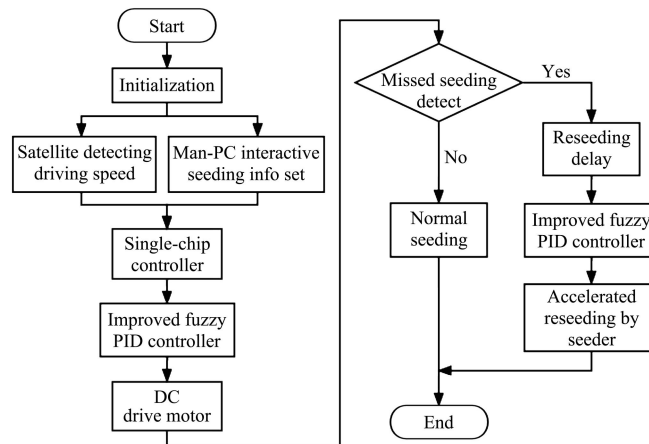 Start
Initialization
Satellite detecting
driving speed
Man-PC interactive
seeding info set
Single-chip
controller
Improved fuzzy
PID controller
DC
drive motor
Missed seeding
detect
Yes
No
Reseeding
delay
Normal
seeding
Improved fuzzy
PID controller
Accelerated
reseeding by
seeder
End